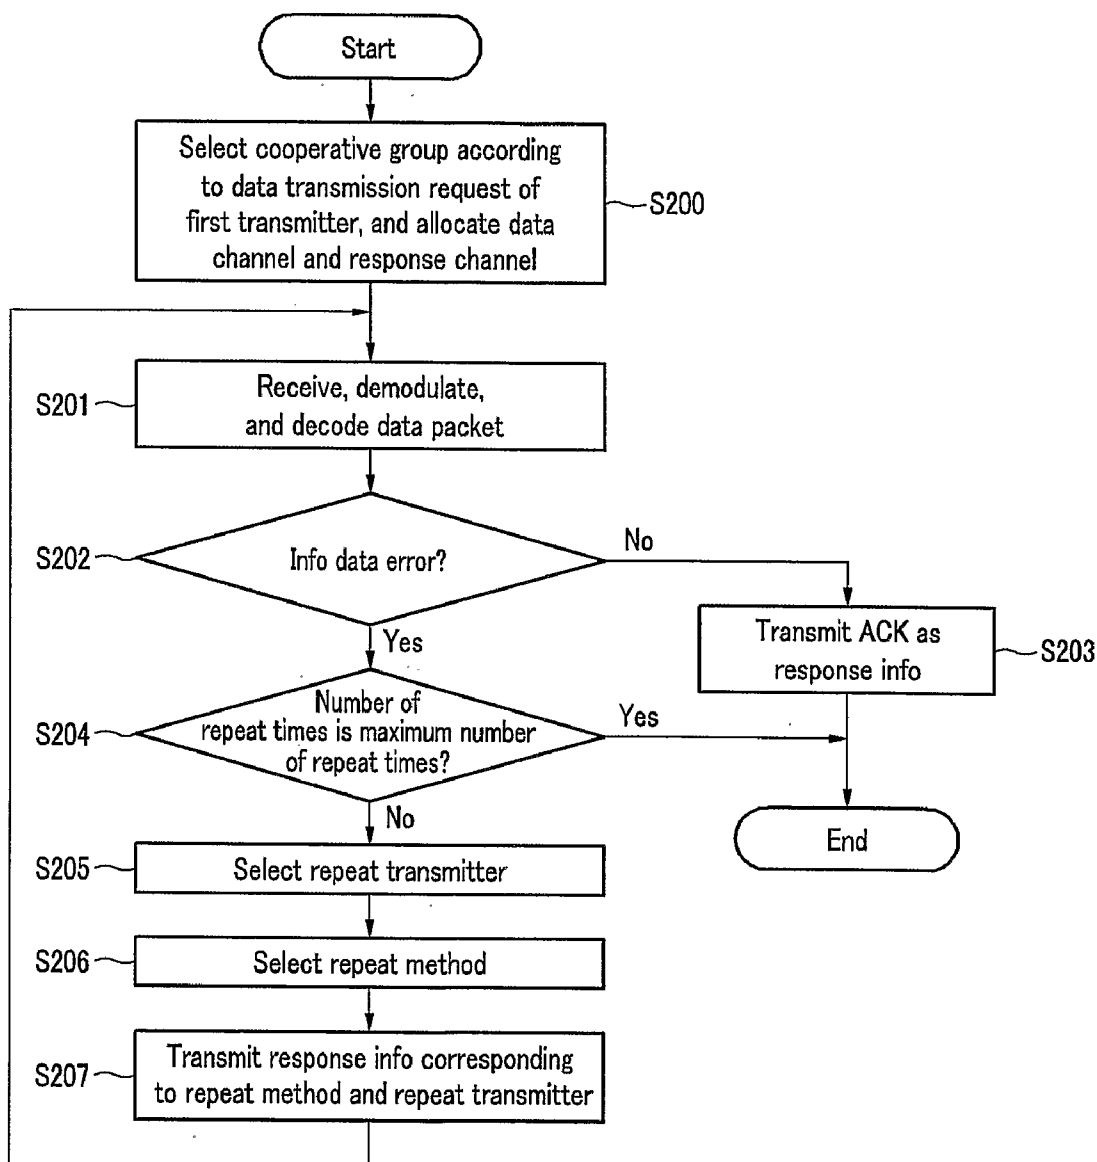 Start
Select cooperative group according
to data transmission request of
first transmitter, and allocate data
channel and response channel
S200
S201
Receive, demodulate,
and decode data packet
S202
Info data error?
No
Yes
Transmit ACK as
response info
S203
S204
Number of
repeat times is maximum number
of repeat times?
Yes
No
End
S205
Select repeat transmitter
S206
Select repeat method
S207
Transmit response info corresponding
to repeat method and repeat transmitter